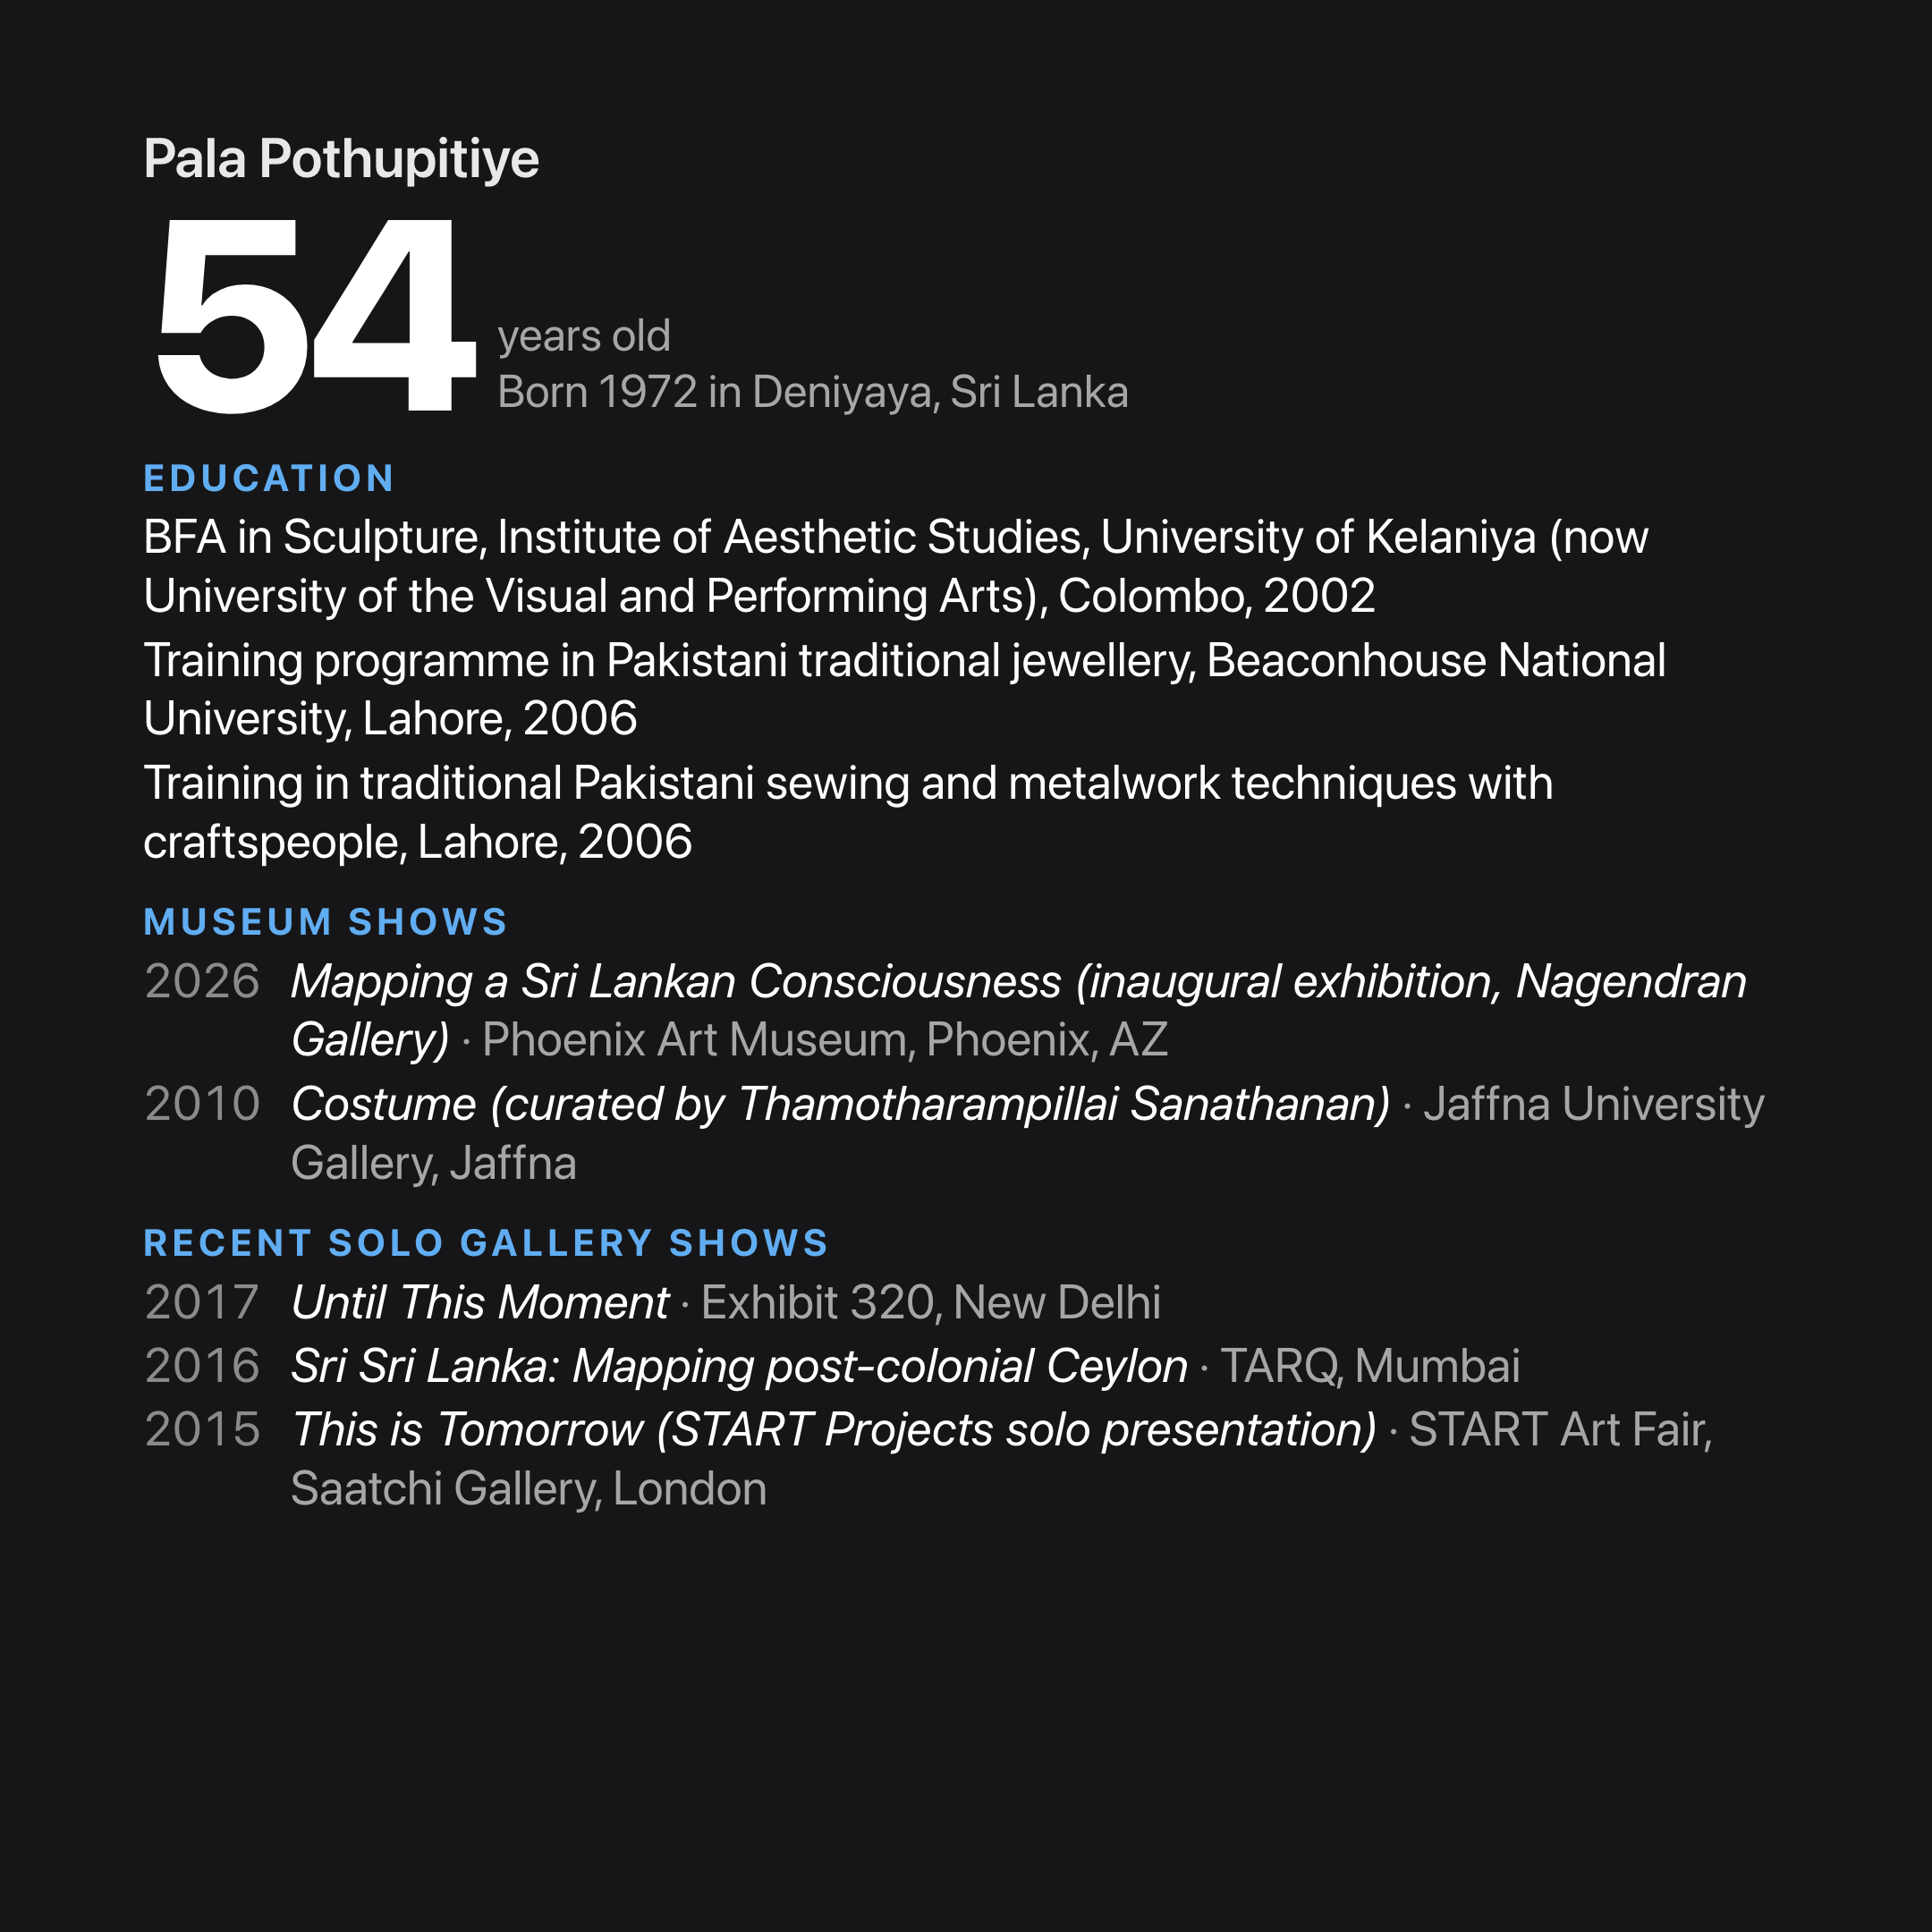 Pala Pothupitiye
54 years old
Born 1972 in Deniyaya, Sri Lanka
EDUCATION
BFA in Sculpture, Institute of Aesthetic Studies, University of Kelaniya (now
University of the Visual and Performing Arts), Colombo, 2002
Training programme in Pakistani traditional jewellery, Beaconhouse National
University, Lahore, 2006
Training in traditional Pakistani sewing and metalwork techniques with
craftspeople, Lahore, 2006
MUSEUM SHOWS
2026 Mapping a Sri Lankan Consciousness (inaugural exhibition, Nagendran
Gallery) · Phoenix Art Museum, Phoenix, AZ
2010 Costume (curated by Thamotharampillai Sanathanan) · Jaffna University
Gallery, Jaffna
RECENT SOLO GALLERY SHOWS
2017 Until This Moment · Exhibit 320, New Delhi
2016 Sri Sri Lanka: Mapping post-colonial Ceylon · TARQ, Mumbai
2015 This is Tomorrow (START Projects solo presentation) · START Art Fair,
Saatchi Gallery, London